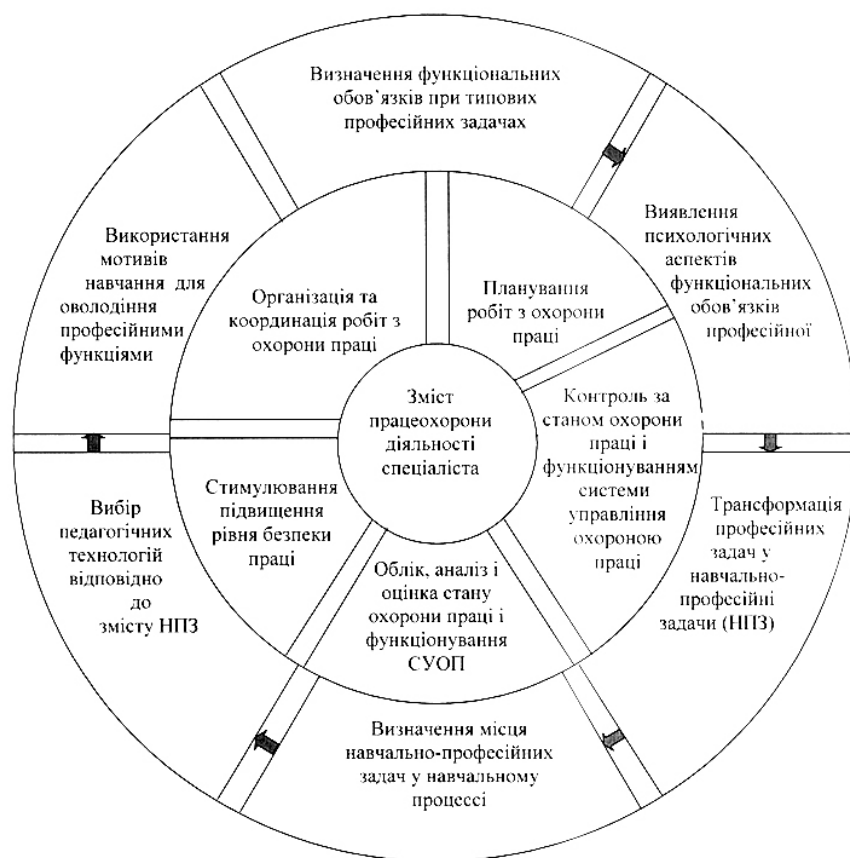 Визначення функціональних
обов’язків при типових
професійних задачах
Виявлення
психологічних
аспектів
функціональних
обов’язків
професійної
Трансформація
професійних
задач у
навчально-
професійні
задачи (НПЗ)
Визначення місця
навчально-професійних
задач у навчальному
процессі
Вибір
педагогічних
технологій
відповідно
до
змісту НПЗ
Використання
мотивів
навчання для
оволодіння
професійними
функціями
Організація та
координація робіт з
охорони праці
Планування
робіт з охорони
праці
Контроль за
станом охорони
праці і
функціонуванням
системи
управління
охороною
праці
Облік, аналіз і
оцінка стану
охорони праці і
функціонування
СУОП
Стимулювання
підвищення
рівня безпеки
праці
Зміст
працеохорони
діяльності
спеціаліста